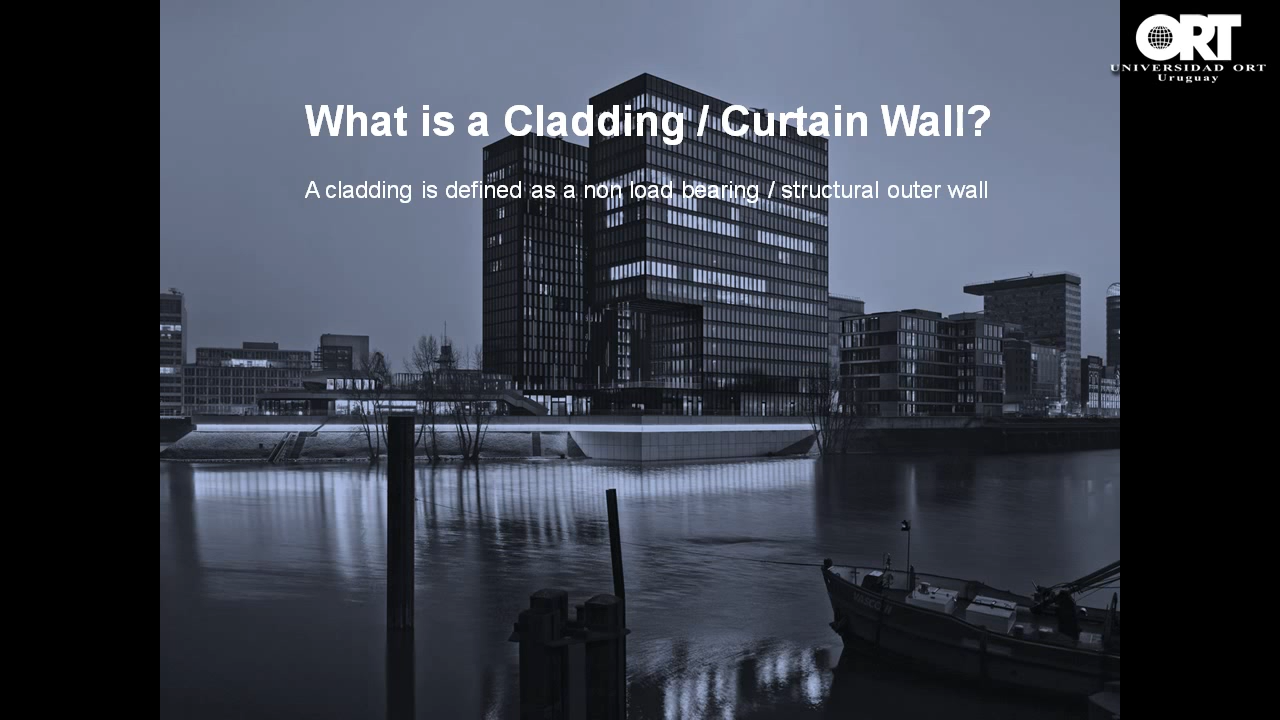 ORT
UNIVERSIDAD ORT
Uruguay
What is a Cladding / Curtain Wall?
A cladding is defined as a non load bearing / structural outer wall